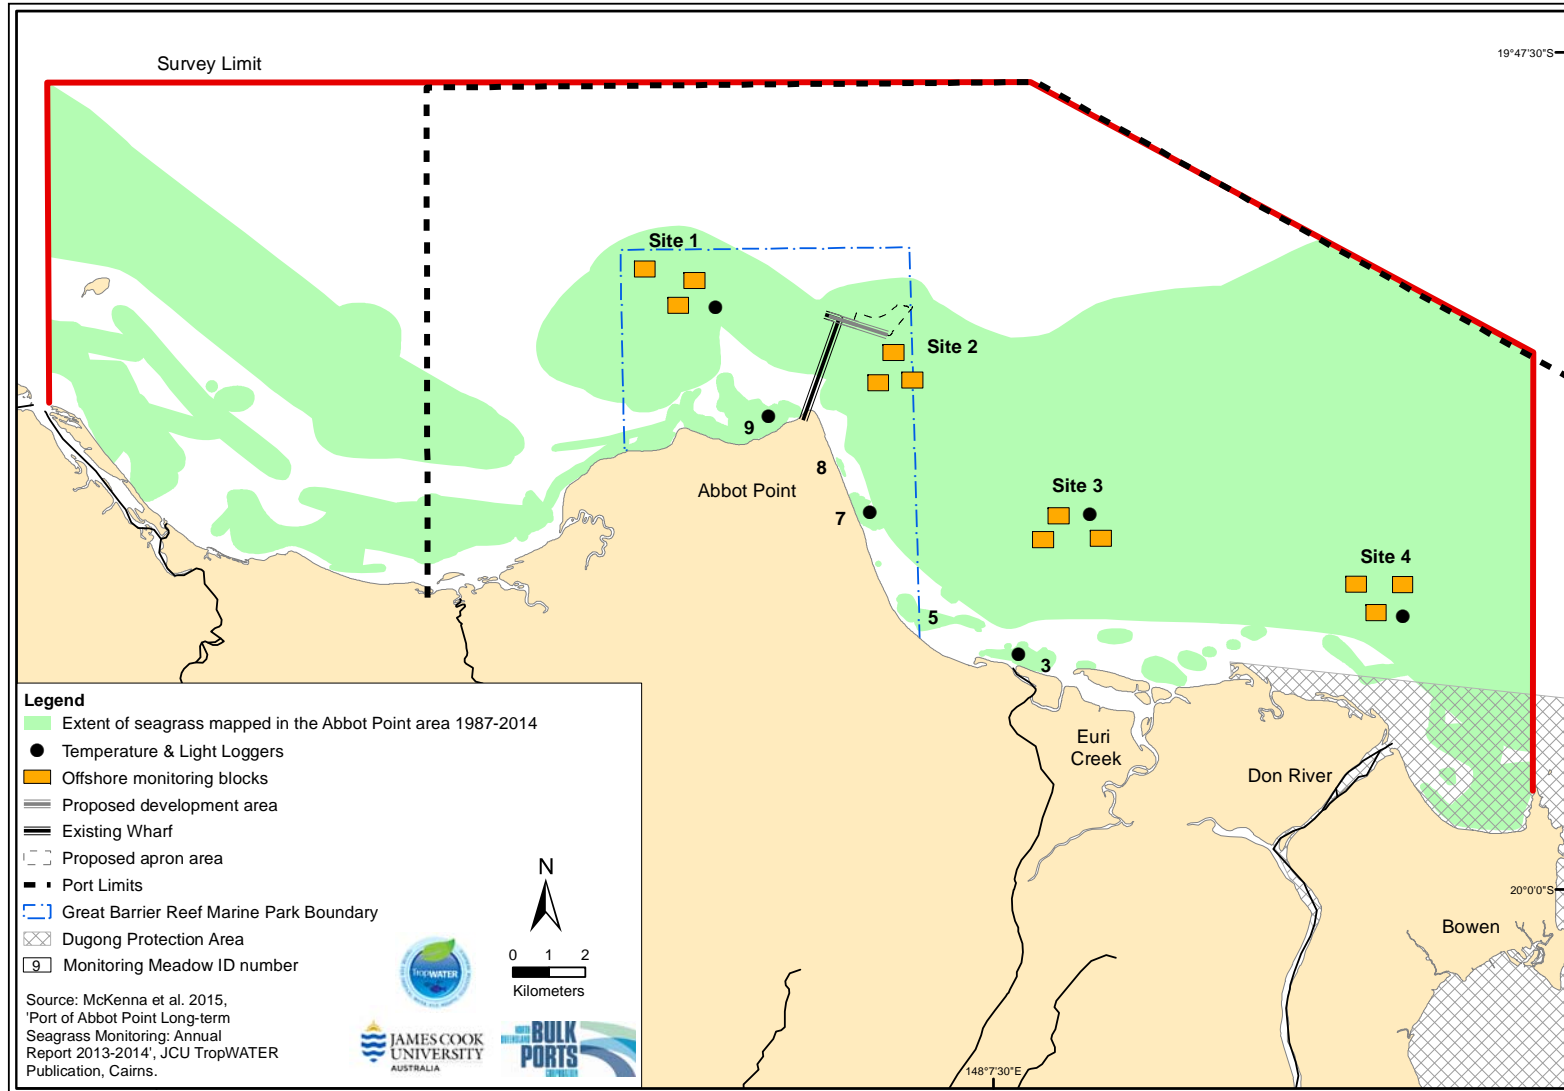 19°47'30"S
Survey Limit
Site 1
Site 2
9
8
Abbot Point
7
Site 3
Site 4
5
3
Euri
Creek
Don River
20°0'0"S
Bowen
148°7'30"E
Legend
Extent of seagrass mapped in the Abbot Point area 1987-2014
Temperature & Light Loggers
Offshore monitoring blocks
Proposed development area
Existing Wharf
Proposed apron area
Port Limits
Great Barrier Reef Marine Park Boundary
Dugong Protection Area
9 Monitoring Meadow ID number
N
0 1 2
Kilometers
Source: McKenna et al. 2015,
'Port of Abbot Point Long-term
Seagrass Monitoring: Annual
Report 2013-2014', JCU TropWATER
Publication, Cairns.
TropWATER
JAMES COOK
UNIVERSITY
AUSTRALIA
NORTH
QUEENSLAND
BULK
PORTS
CORPORATION